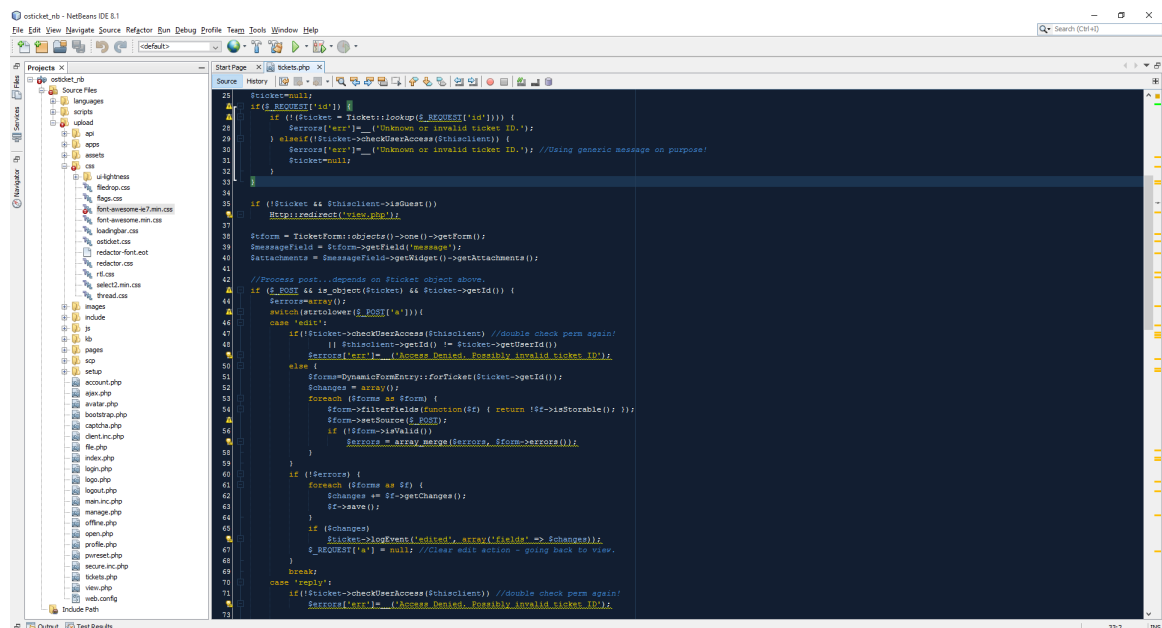 osticket_nb - NetBeans IDE 8.1
File Edit View Navigate Source Refactor Run Debug Profile Team Tools Window Help
Search (Ctrl+I)
<default>
Projects
Files
Services
Navigator
osticket_nb
Source Files
languages
scripts
upload
api
apps
assets
css
ui-lightness
filedrop.css
flags.css
font-awesome-ie7.min.css
font-awesome.min.css
loadingbar.css
osticket.css
redactor-font.eot
redactor.css
rtl.css
select2.min.css
thread.css
images
include
js
kb
pages
scp
setup
account.php
ajax.php
avatar.php
bootstrap.php
captcha.php
client.inc.php
file.php
index.php
login.php
logo.php
logout.php
main.inc.php
manage.php
offline.php
open.php
profile.php
pwreset.php
secure.inc.php
tickets.php
view.php
web.config
Include Path
Start Page tickets.php
Source History
25 $ticket=null;
if($_REQUEST['id']) {
if (!($ticket = Ticket::lookup($_REQUEST['id']))) {
28 $errors['err']=__('Unknown or invalid ticket ID.');
29 } elseif(!$ticket->checkUserAccess($thisclient)) {
30 $errors['err']=__('Unknown or invalid ticket ID.'); //Using generic message on purpose!
31 $ticket=null;
32 }
33 }
34
35 if (!$ticket && $thisclient->isGuest())
Http::redirect('view.php');
37
38 $tform = TicketForm::objects()->one()->getForm();
39 $messageField = $tform->getField('message');
40 $attachments = $messageField->getWidget()->getAttachments();
41
42 //Process post...depends on $ticket object above.
if ($_POST && is_object($ticket) && $ticket->getId()) {
44 $errors=array();
switch(strtolower($_POST['a'])){
46 case 'edit':
47 if(!$ticket->checkUserAccess($thisclient) //double check perm again!
48 || $thisclient->getId() != $ticket->getUserId())
$errors['err']=__('Access Denied. Possibly invalid ticket ID');
50 else {
51 $forms=DynamicFormEntry::forTicket($ticket->getId());
52 $changes = array();
53 foreach ($forms as $form) {
54 $form->filterFields(function($f) { return !$f->isStorable(); });
$form->setSource($_POST);
56 if (!$form->isValid())
$errors = array_merge($errors, $form->errors());
58 }
59 }
60 if (!$errors) {
61 foreach ($forms as $f) {
62 $changes += $f->getChanges();
63 $f->save();
64 }
65 if ($changes)
$ticket->logEvent('edited', array('fields' => $changes));
67 $_REQUEST['a'] = null; //Clear edit action - going back to view.
68 }
69 break;
70 case 'reply':
71 if(!$ticket->checkUserAccess($thisclient)) //double check perm again!
$errors['err']=__('Access Denied. Possibly invalid ticket ID');
73
Output Test Results
33:2 INS